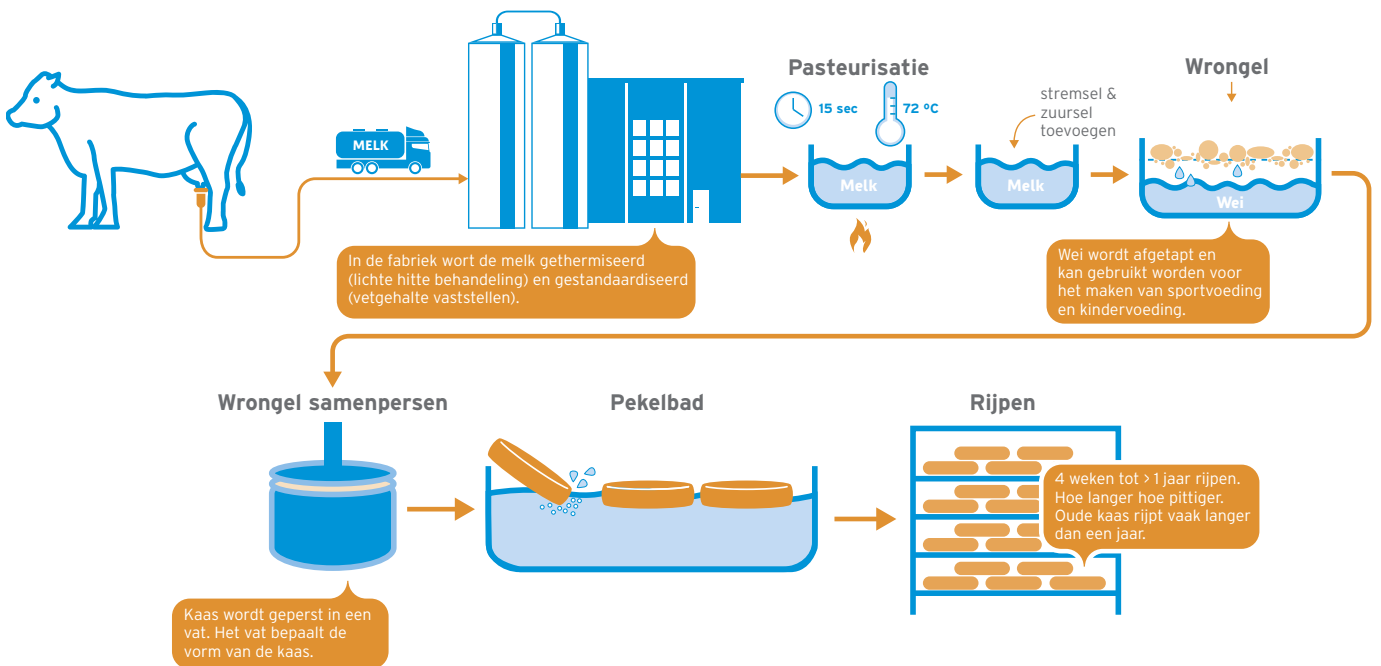 MELK
In de fabriek wort de melk gethermiseerd
(lichte hitte behandeling) en gestandaardiseerd
(vetgehalte vaststellen).
Pasteurisatie
15 sec
72 ºC
Melk
stremsel &
zuursel
toevoegen
Melk
Wrongel
Wei
Wei wordt afgetapt en
kan gebruikt worden voor
het maken van sportvoeding
en kindervoeding.
Wrongel samenpersen
Kaas wordt geperst in een
vat. Het vat bepaalt de
vorm van de kaas.
Pekelbad
Rijpen
4 weken tot > 1 jaar rijpen.
Hoe langer hoe pittiger.
Oude kaas rijpt vaak langer
dan een jaar.